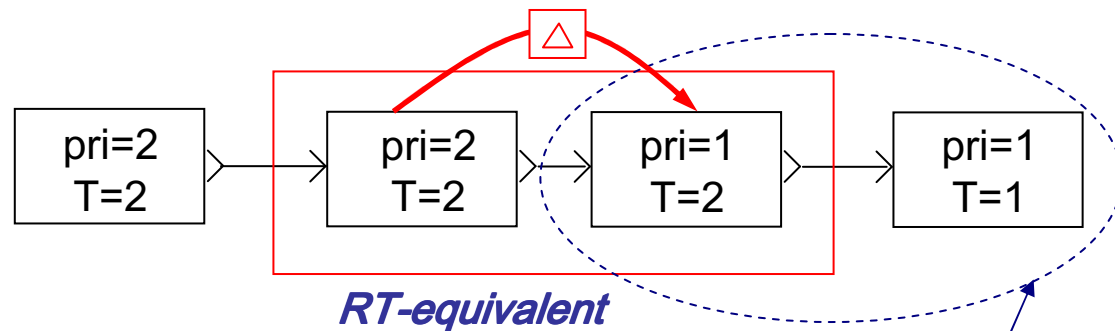 △
pri=2
T=2
pri=2
T=2
pri=1
T=2
pri=1
T=1
RT-equivalent